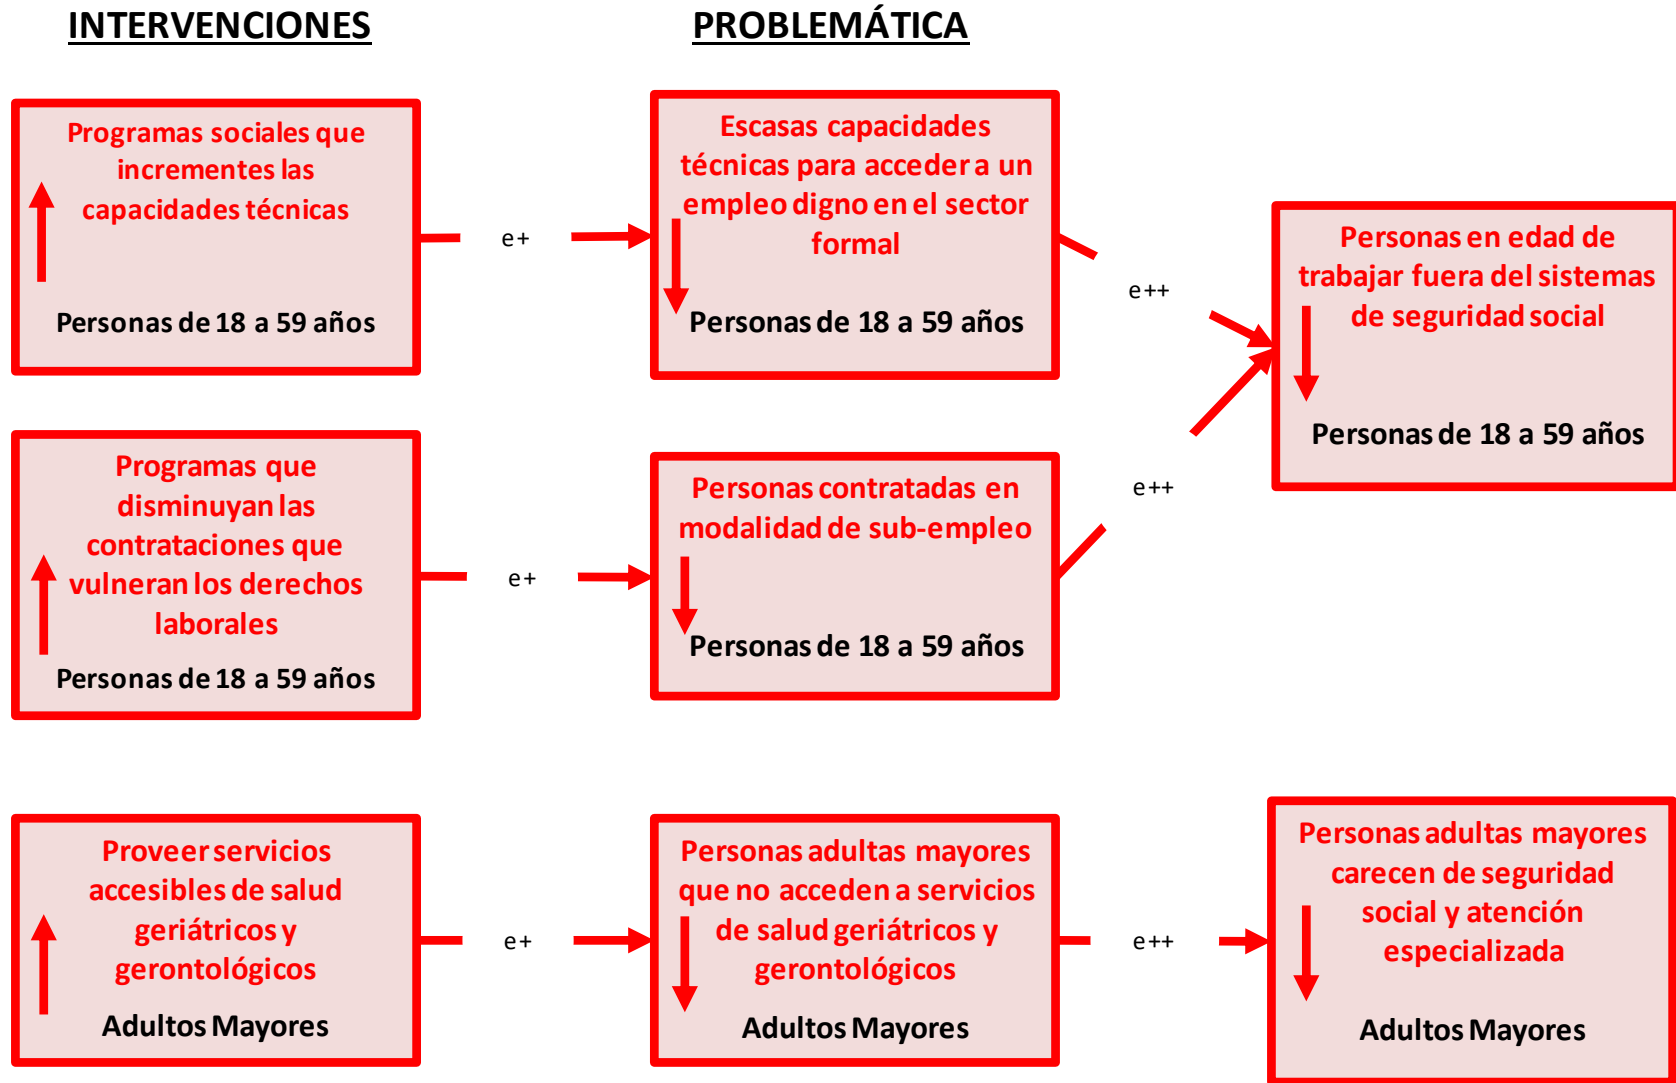 INTERVENCIONES
PROBLEMÁTICA
Programas sociales que
incrementes las
capacidades técnicas
Personas de 18 a 59 años
e+
Escasas capacidades
técnicas para acceder a un
empleo digno en el sector
formal
Personas de 18 a 59 años
e++
Personas en edad de
trabajar fuera del sistemas
de seguridad social
Personas de 18 a 59 años
Programas que
disminuyan las
contrataciones que
vulneran los derechos
laborales
Personas de 18 a 59 años
e+
Personas contratadas en
modalidad de sub-empleo
Personas de 18 a 59 años
e++
Proveer servicios
accesibles de salud
geriátricos y
gerontológicos
Adultos Mayores
e+
Personas adultas mayores
que no acceden a servicios
de salud geriátricos y
gerontológicos
Adultos Mayores
e++
Personas adultas mayores
carecen de seguridad
social y atención
especializada
Adultos Mayores